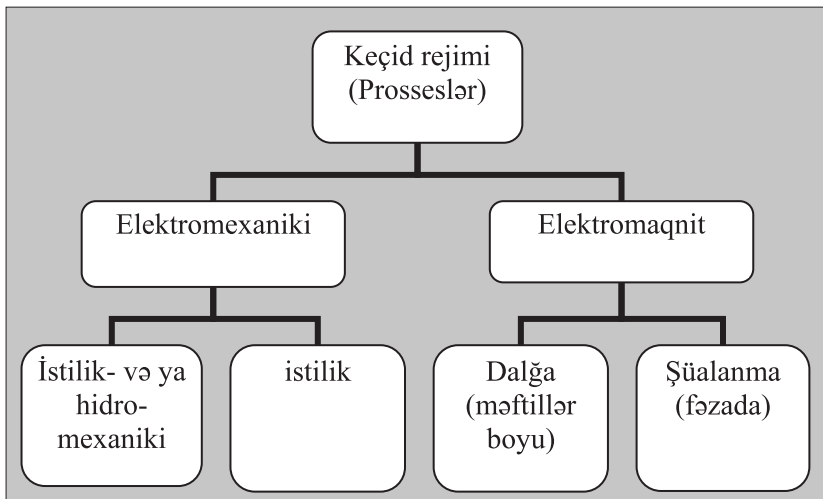 Keçid rejimi
(Prosseslər)
Elektromexaniki
Elektromaqnit
İstilik- və ya
hidro-
mexaniki
istilik
Dalğa
(məftillər
boyu)
Şüalanma
(fəzada)